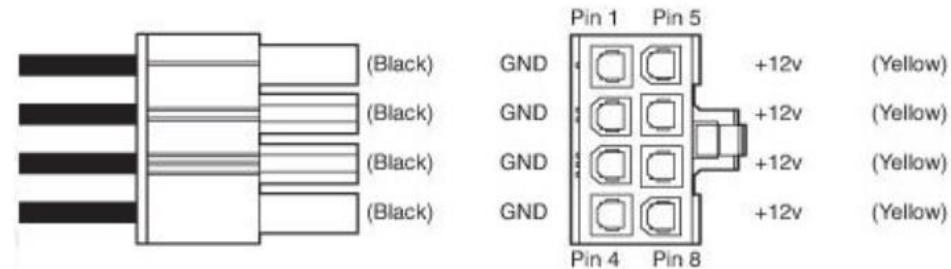 Pin 1 Pin 5
(Black) GND +12v (Yellow)
(Black) GND +12v (Yellow)
(Black) GND +12v (Yellow)
(Black) GND +12v (Yellow)
Pin 4 Pin 8